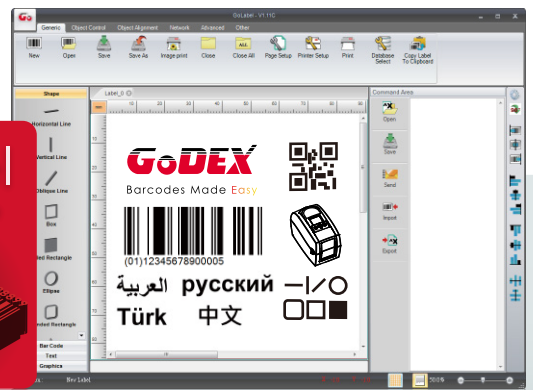 Go
GoLabel - V1.11C
Generic Object Control Object Alignment Network Advanced Other
New Open Save Save As Image print Close Close All Page Setup Printer Setup Print Database Select Copy Label To Clipboard
ALL
Shape
Label_0
Command Area
Horizontal Line
Vertical Line
Oblique Line
Box
Ellipse
Rectangle
Bar Code
Text
Graphics
Open
Save
Send
Import
Export
GoDEX
Barcodes Made Easy
(01)12345678900005
العربية русский
Türk 中文